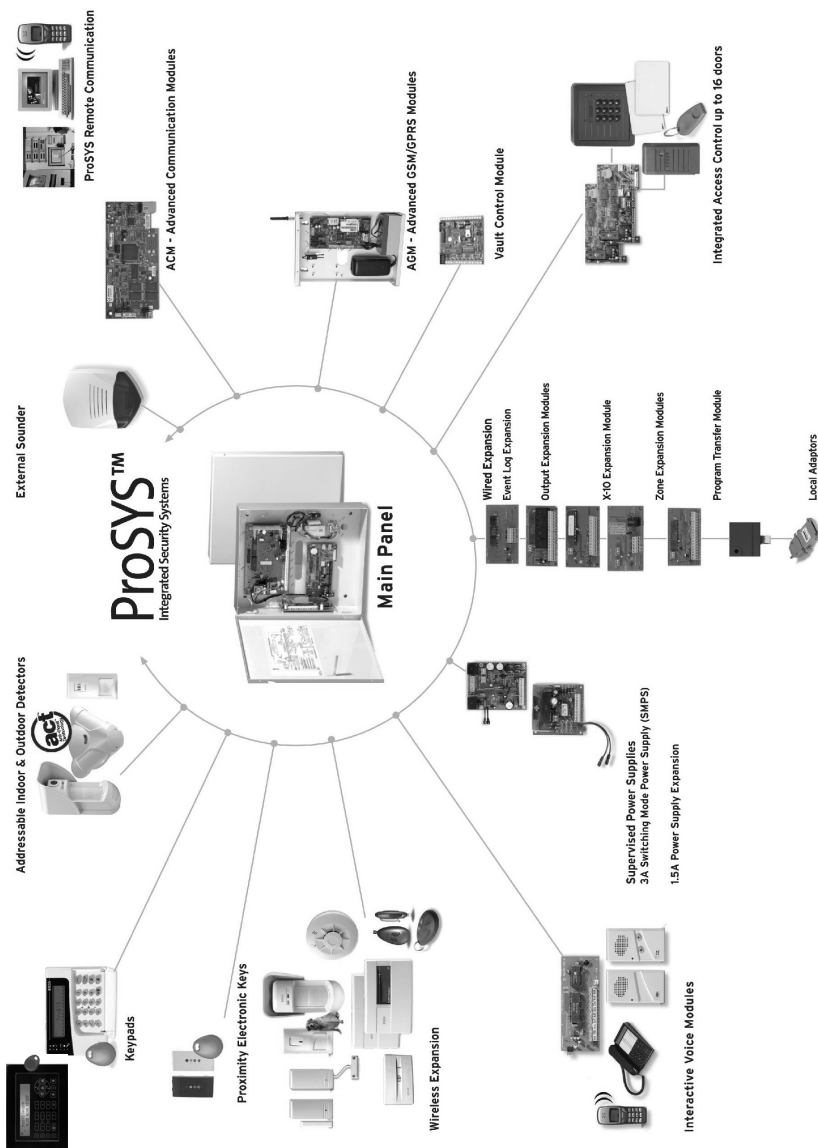 ProSYS Remote Communication
ACM - Advanced Communication Modules
AGM - Advanced GSM/GPRS Modules
Vault Control Module
Integrated Access Control up to 16 doors
External Sounder
ProSYS™
Integrated Security Systems
Main Panel
Wired Expansion
Event Log Expansion
Output Expansion Modules
X-10 Expansion Module
Zone Expansion Modules
Program Transfer Module
Local Adaptors
Addressable Indoor & Outdoor Detectors
act
Keypads
Proximity Electronic Keys
Wireless Expansion
Supervised Power Supplies
3A Switching Mode Power Supply (SMPS)
1.5A Power Supply Expansion
Interactive Voice Modules